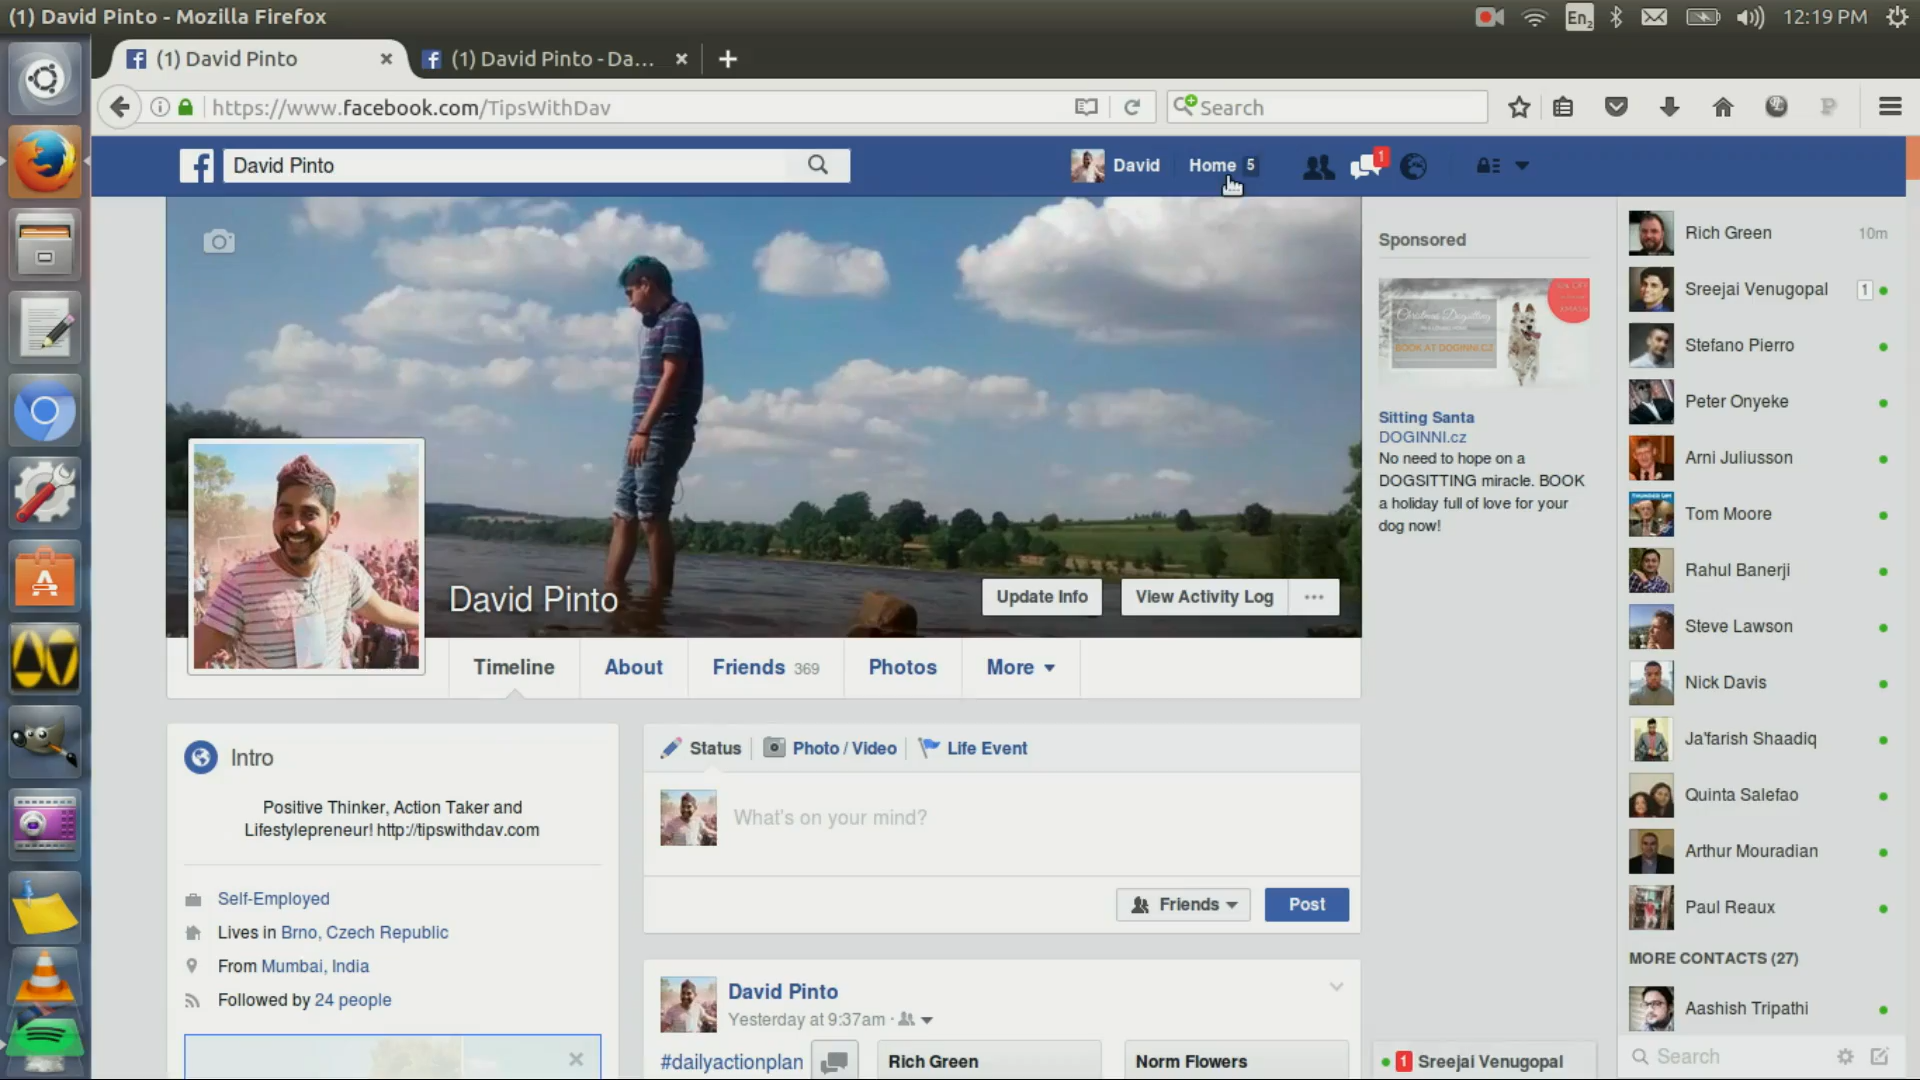 (1) David Pinto - Mozilla Firefox
En2
12:19 PM
(1) David Pinto
(1) David Pinto - Da...
https://www.facebook.com/TipsWithDav
Search
David Pinto
David
Home 5
1
Sponsored
Christmas Dogsitting
BOOK AT DOGINNI.CZ
Sitting Santa
DOGINNI.cz
No need to hope on a
DOGSITTING miracle. BOOK
a holiday full of love for your
dog now!
David Pinto
Update Info
View Activity Log
Timeline
About
Friends 369
Photos
More
Intro
Positive Thinker, Action Taker and
Lifestylepreneur! http://tipswithdav.com
Self-Employed
Lives in Brno, Czech Republic
From Mumbai, India
Followed by 24 people
Status
Photo / Video
Life Event
What's on your mind?
Friends
Post
David Pinto
Yesterday at 9:37am
#dailyactionplan
Rich Green
Norm Flowers
1 Sreejai Venugopal
Rich Green 10m
Sreejai Venugopal 1
Stefano Pierro
Peter Onyeke
Arni Juliusson
Tom Moore
Rahul Banerji
Steve Lawson
Nick Davis
Ja'farish Shaadiq
Quinta Salefao
Arthur Mouradian
Paul Reaux
MORE CONTACTS (27)
Aashish Tripathi
Search